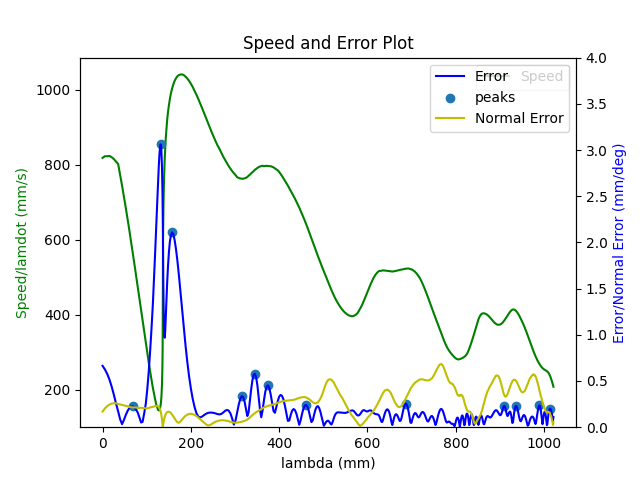 Speed and Error Plot
Speed/lamdot (mm/s)
1000
800
600
400
200
Error
Speed
peaks
Normal Error
4.0
3.5
3.0
2.5
2.0
1.5
1.0
0.5
0.0
Error/Normal Error (mm/deg)
0
200
400
600
800
1000
lambda (mm)